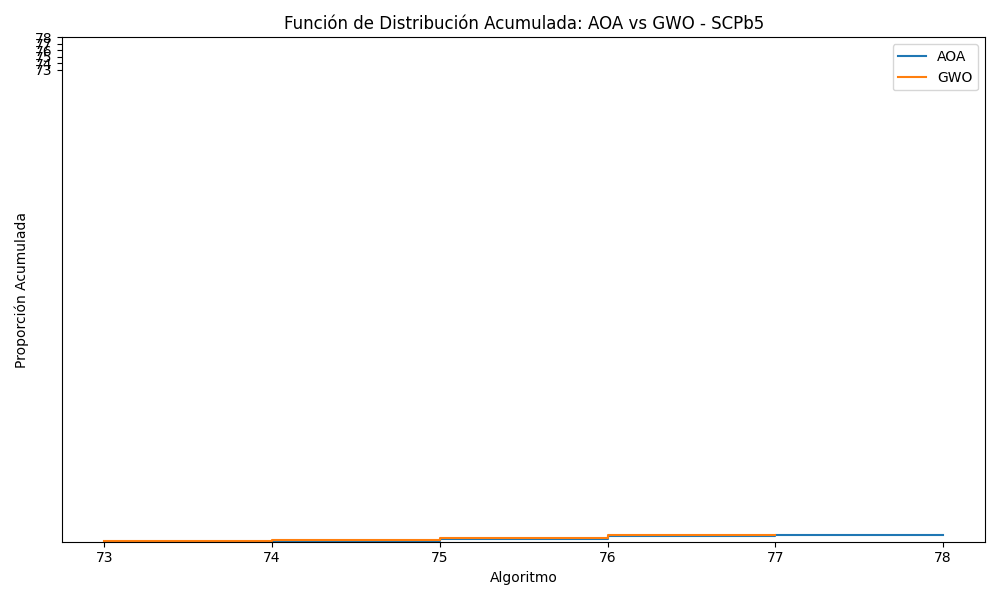 Función de Distribución Acumulada: AOA vs GWO - SCPb5
78
77
76
75
74
73
AOA
GWO
Proporción Acumulada
73 74 75 76 77 78
Algoritmo